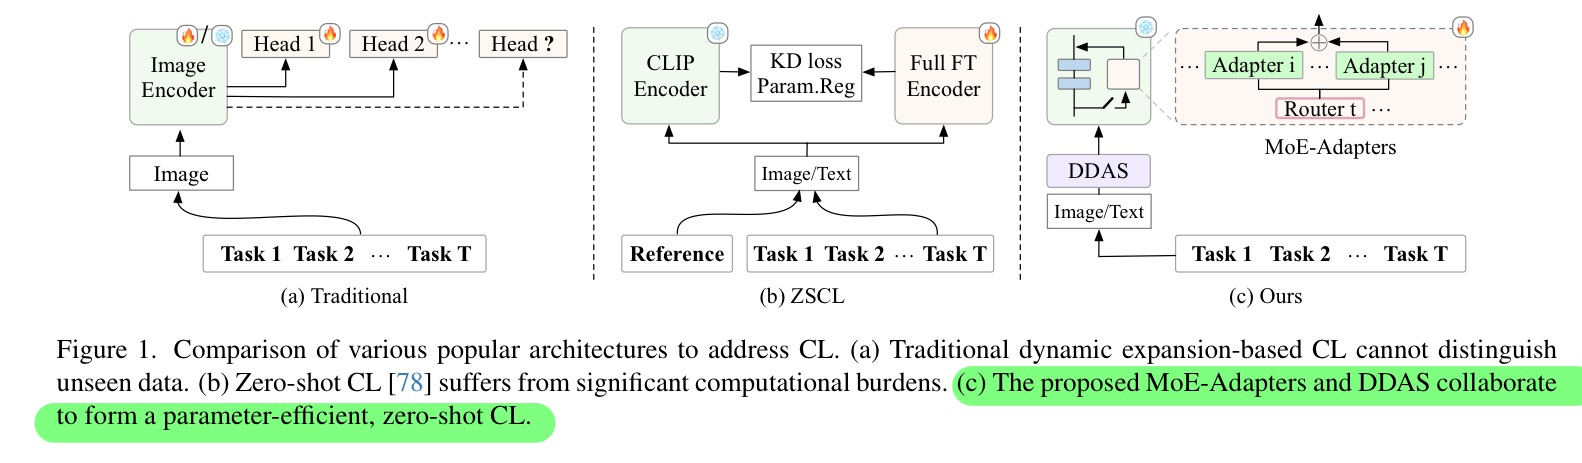 Image
Encoder
/
Head 1
Head 2
···
Head ?
Image
Task 1 Task 2 ··· Task T
(a) Traditional
CLIP
Encoder
KD loss
Param.Reg
Full FT
Encoder
Image/Text
Reference
Task 1 Task 2 ··· Task T
(b) ZSCL
··· Adapter i ··· Adapter j ···
Router t ···
MoE-Adapters
DDAS
Image/Text
Task 1 Task 2 ··· Task T
(c) Ours
Figure 1. Comparison of various popular architectures to address CL. (a) Traditional dynamic expansion-based CL cannot distinguish
unseen data. (b) Zero-shot CL [78] suffers from significant computational burdens. (c) The proposed MoE-Adapters and DDAS collaborate
to form a parameter-efficient, zero-shot CL.